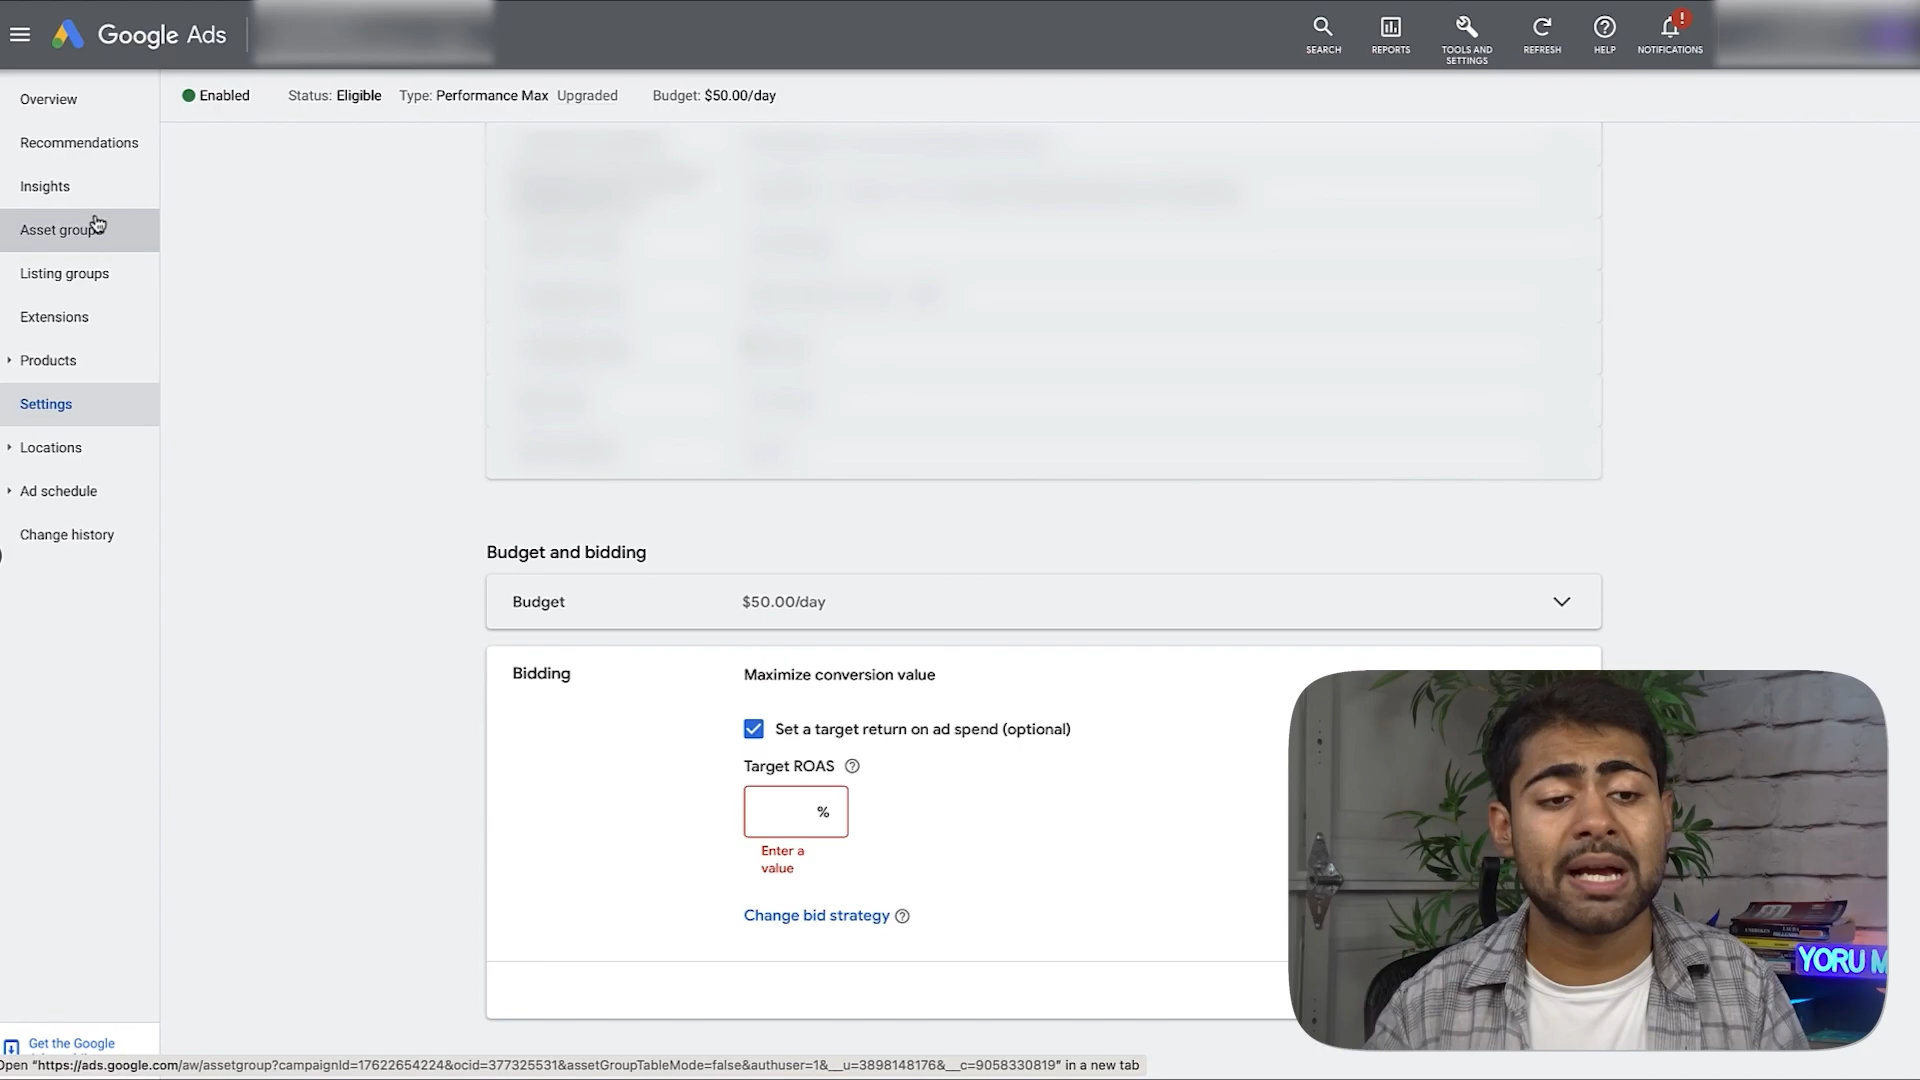 Google Ads
SEARCH
REPORTS
TOOLS AND
SETTINGS
REFRESH
HELP
!
NOTIFICATIONS
Enabled
Status: Eligible
Type: Performance Max Upgraded
Budget: $50.00/day
Overview
Recommendations
Insights
Asset groups
Listing groups
Extensions
Products
Settings
Locations
Ad schedule
Change history
Budget and bidding
Budget
$50.00/day
Bidding
Maximize conversion value
Set a target return on ad spend (optional)
Target ROAS
%
Enter a
value
Change bid strategy
YORU M
Get the Google
Open "https://ads.google.com/aw/assetgroup?campaignId=17622654224&ocid=377325531&assetGroupTableMode=false&authuser=1&__u=3898148176&__c=9058330819" in a new tab